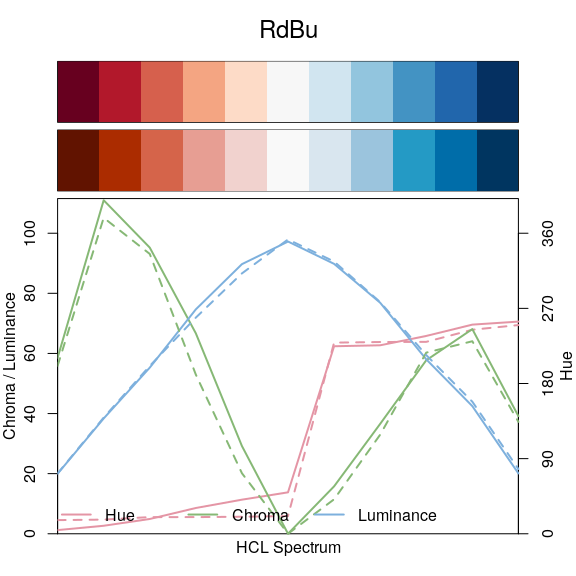 RdBu
100
80
60
40
20
0
Chroma / Luminance
360
270
180
90
0
Hue
Hue
Chroma
Luminance
HCL Spectrum